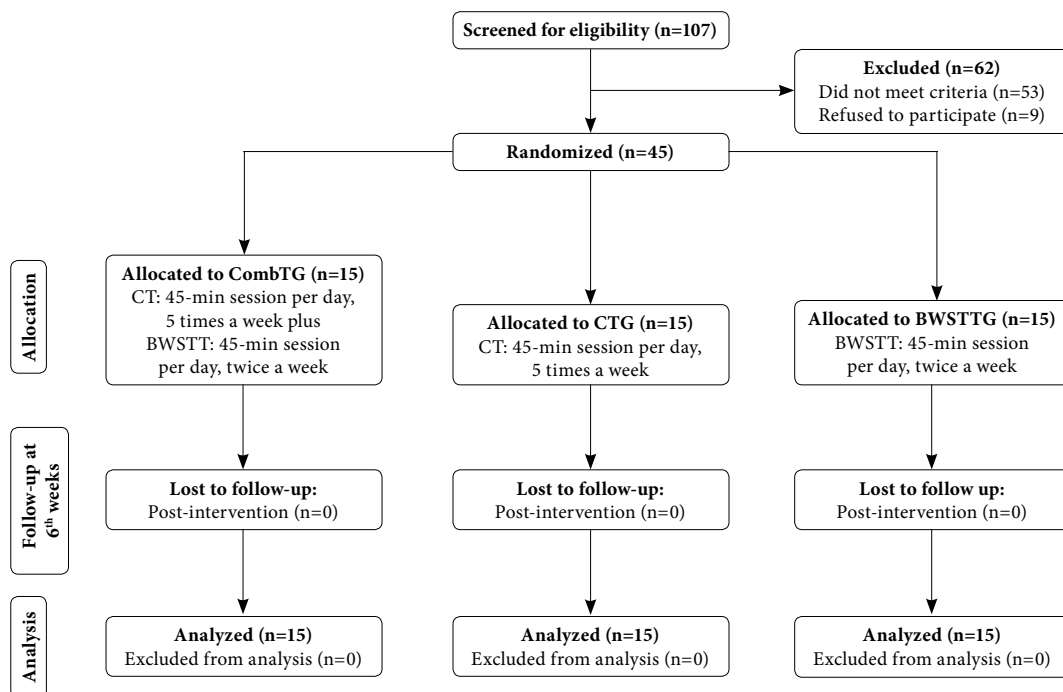 Screened for eligibility (n=107)
Excluded (n=62)
Did not meet criteria (n=53)
Refused to participate (n=9)
Randomized (n=45)
Allocation
Allocated to CombTG (n=15)
CT: 45-min session per day,
5 times a week plus
BWSTT: 45-min session
per day, twice a week
Allocated to CTG (n=15)
CT: 45-min session per day,
5 times a week
Allocated to BWSTTG (n=15)
BWSTT: 45-min session
per day, twice a week
Follow-up at
6th weeks
Lost to follow-up:
Post-intervention (n=0)
Lost to follow-up:
Post-intervention (n=0)
Lost to follow up:
Post-intervention (n=0)
Analysis
Analyzed (n=15)
Excluded from analysis (n=0)
Analyzed (n=15)
Excluded from analysis (n=0)
Analyzed (n=15)
Excluded from analysis (n=0)